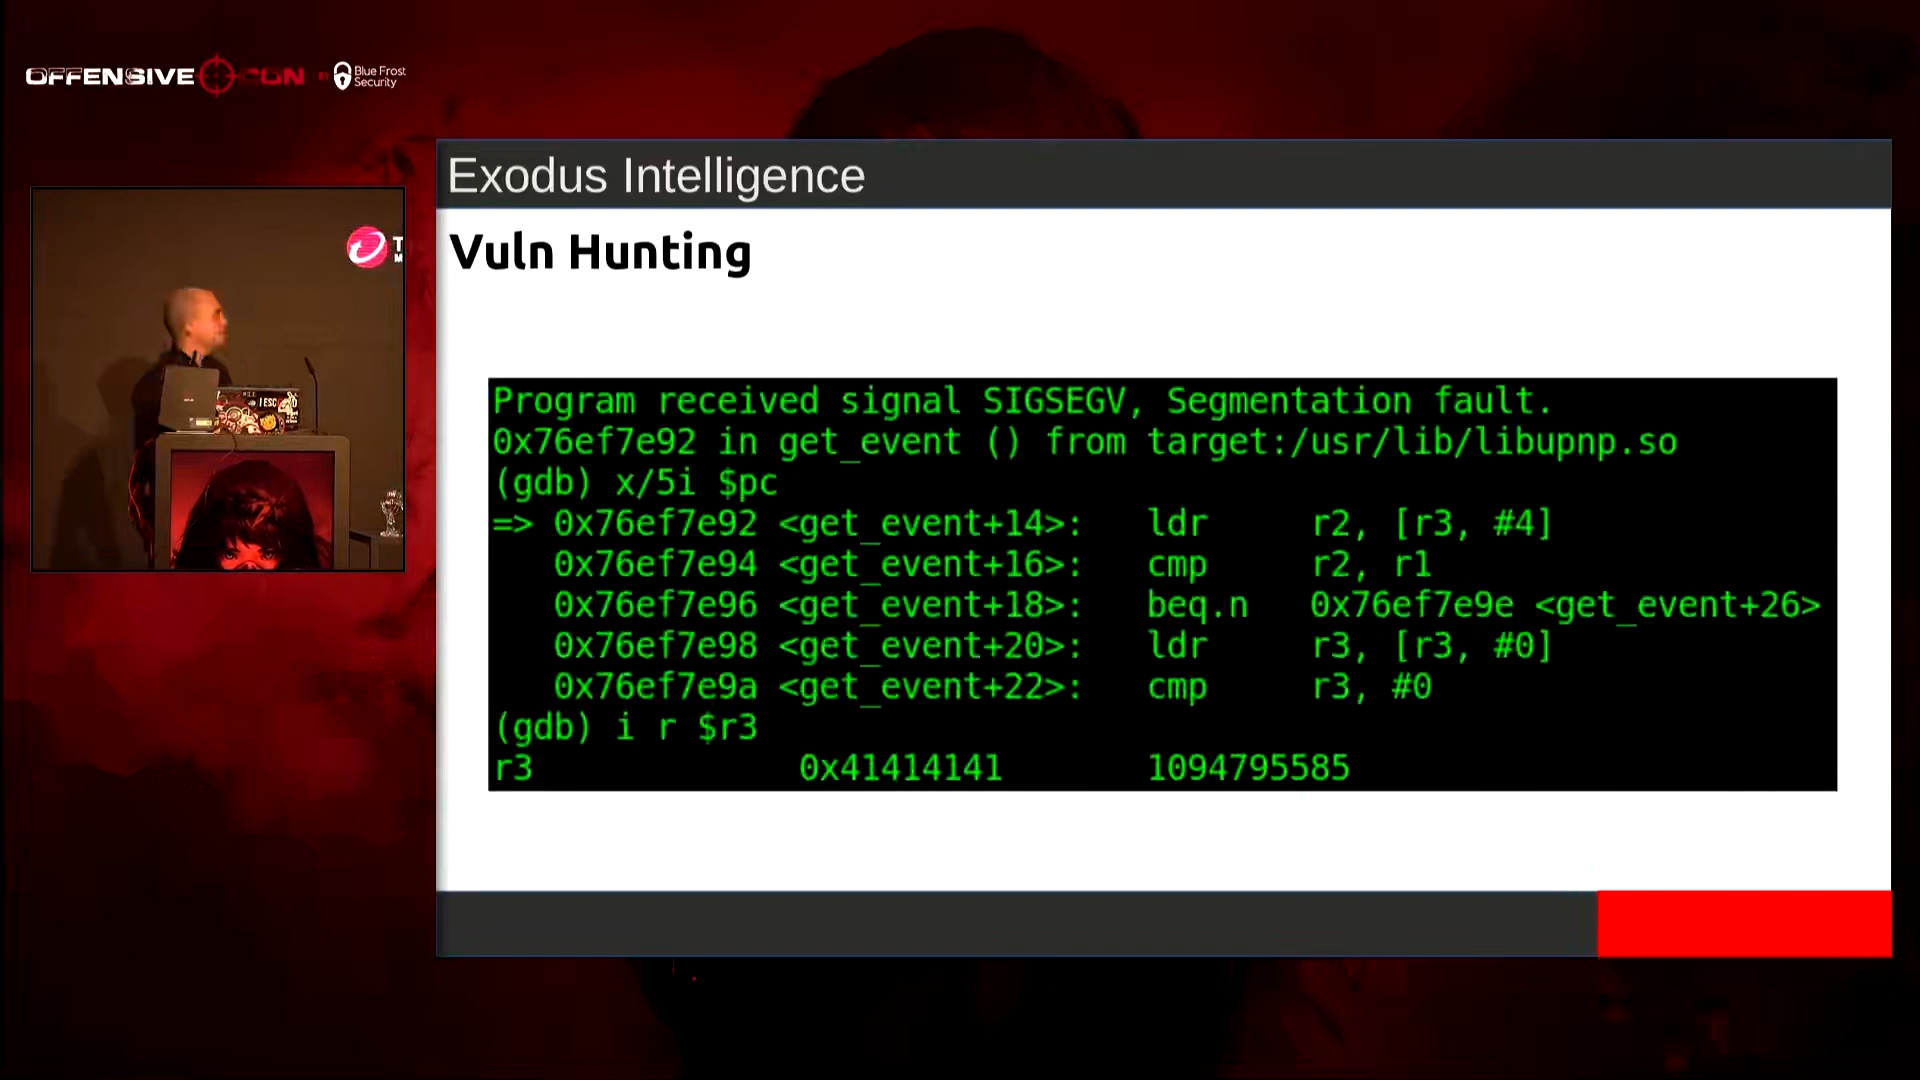 OFFENSIVE CON BY Blue Frost Security
Exodus Intelligence
Vuln Hunting
Program received signal SIGSEGV, Segmentation fault.
0x76ef7e92 in get_event () from target:/usr/lib/libupnp.so
(gdb) x/5i $pc
=> 0x76ef7e92 <get_event+14>: ldr r2, [r3, #4]
0x76ef7e94 <get_event+16>: cmp r2, r1
0x76ef7e96 <get_event+18>: beq.n 0x76ef7e9e <get_event+26>
0x76ef7e98 <get_event+20>: ldr r3, [r3, #0]
0x76ef7e9a <get_event+22>: cmp r3, #0
(gdb) i r $r3
r3 0x41414141 1094795585